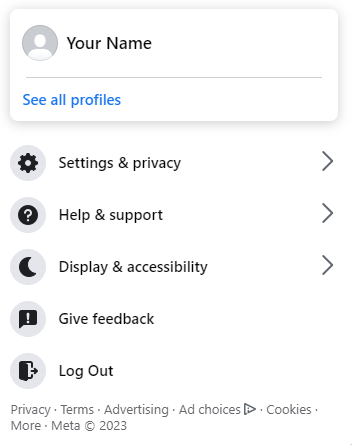 Your Name
See all profiles
Settings & privacy
Help & support
Display & accessibility
Give feedback
Log Out
Privacy · Terms · Advertising · Ad choices · Cookies ·
More · Meta © 2023